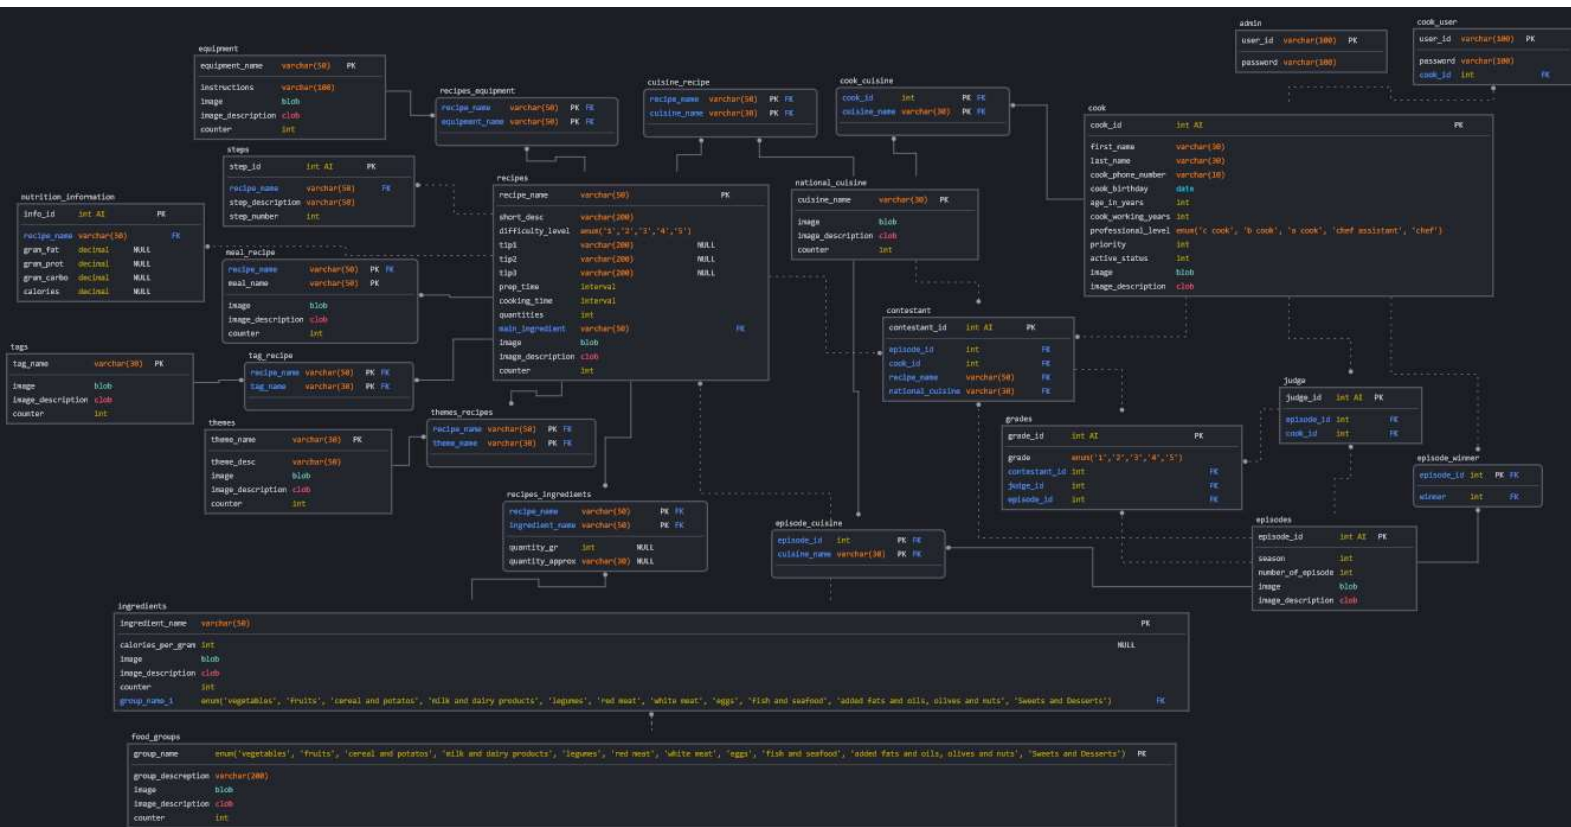 equipment
equipment_name varchar(50) PK
instructions varchar(100)
image blob
image_description clob
counter int
recipes_equipment
recipe_name varchar(50) PK FK
equipment_name varchar(50) PK FK
cuisine_recipe
recipe_name varchar(50) PK FK
cuisine_name varchar(30) PK FK
cook_cuisine
cook_id int PK FK
cuisine_name varchar(30) PK FK
admin
user_id varchar(100) PK
password varchar(100)
cook_user
user_id varchar(100) PK
password varchar(100)
cook_id int FK
cook
cook_id int AI PK
first_name varchar(30)
last_name varchar(30)
cook_phone_number varchar(10)
cook_birthday date
age_in_years int
cook_working_years int
professional_level enum('c cook', 'b cook', 'a cook', 'chef assistant', 'chef')
priority int
active_status int
image blob
image_description clob
steps
step_id int AI PK
recipe_name varchar(50) FK
step_description varchar(50)
step_number int
nutrition_information
info_id int AI PK
recipe_name varchar(50) FK
gram_fat decimal NULL
gram_prot decimal NULL
gram_carbo decimal NULL
calories decimal NULL
meal_recipe
recipe_name varchar(50) PK FK
meal_name varchar(50) PK
image blob
image_description clob
counter int
recipes
recipe_name varchar(50) PK
short_desc varchar(200)
difficulty_level enum('1','2','3','4','5')
tip1 varchar(200) NULL
tip2 varchar(200) NULL
tip3 varchar(200) NULL
prep_time interval
cooking_time interval
quantities int
main_ingredient varchar(50) FK
image blob
image_description clob
counter int
national_cuisine
cuisine_name varchar(30) PK
image blob
image_description clob
counter int
contestant
contestant_id int AI PK
episode_id int FK
cook_id int FK
recipe_name varchar(50) FK
national_cuisine varchar(30) FK
tags
tag_name varchar(30) PK
image blob
image_description clob
counter int
tag_recipe
recipe_name varchar(50) PK FK
tag_name varchar(30) PK FK
themes
theme_name varchar(30) PK
theme_desc varchar(50)
image blob
image_description clob
counter int
themes_recipes
recipe_name varchar(50) PK FK
theme_name varchar(30) PK FK
judge
judge_id int AI PK
episode_id int FK
cook_id int FK
grades
grade_id int AI PK
grade enum('1','2','3','4','5')
contestant_id int FK
judge_id int FK
episode_id int FK
episode_winner
episode_id int PK FK
winner int FK
recipes_ingredients
recipe_name varchar(50) PK FK
ingredient_name varchar(50) PK FK
quantity_gr int NULL
quantity_approx varchar(30) NULL
episode_cuisine
episode_id int PK FK
cuisine_name varchar(30) PK FK
episodes
episode_id int AI PK
season int
number_of_episode int
image blob
image_description clob
ingredients
ingredient_name varchar(50) PK
calories_per_gram int NULL
image blob
image_description clob
counter int
group_name_i enum('vegetables', 'fruits', 'cereal and potatos', 'milk and dairy products', 'legumes', 'red meat', 'white meat', 'eggs', 'fish and seafood', 'added fats and oils, olives and nuts', 'Sweets and Desserts') FK
food_groups
group_name enum('vegetables', 'fruits', 'cereal and potatos', 'milk and dairy products', 'legumes', 'red meat', 'white meat', 'eggs', 'fish and seafood', 'added fats and oils, olives and nuts', 'Sweets and Desserts') PK
group_descreption varchar(200)
image blob
image_description clob
counter int